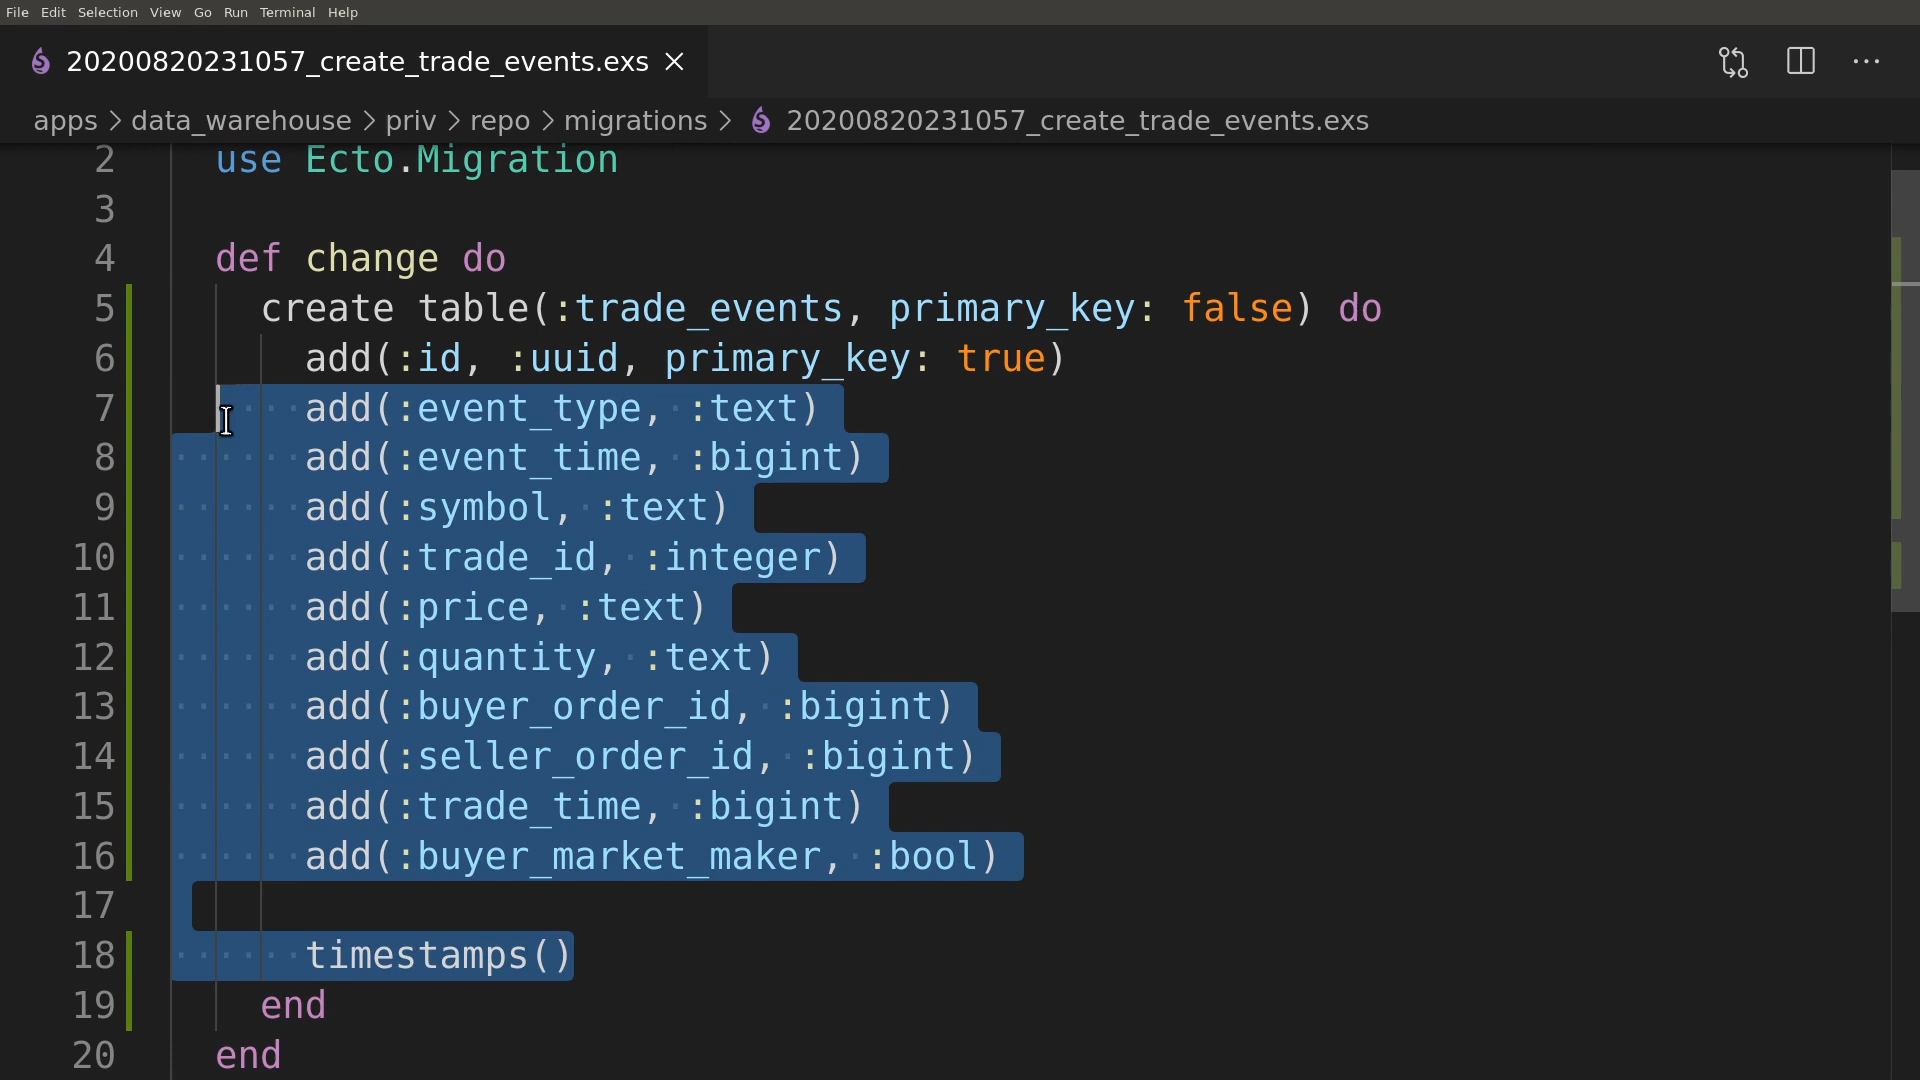 File Edit Selection View Go Run Terminal Help
20200820231057_create_trade_events.exs
apps > data_warehouse > priv > repo > migrations > 20200820231057_create_trade_events.exs
2 use Ecto.Migration
3
4 def change do
5 create table(:trade_events, primary_key: false) do
6 add(:id, :uuid, primary_key: true)
7 add(:event_type, :text)
8 add(:event_time, :bigint)
9 add(:symbol, :text)
10 add(:trade_id, :integer)
11 add(:price, :text)
12 add(:quantity, :text)
13 add(:buyer_order_id, :bigint)
14 add(:seller_order_id, :bigint)
15 add(:trade_time, :bigint)
16 add(:buyer_market_maker, :bool)
17
18 timestamps()
19 end
20 end